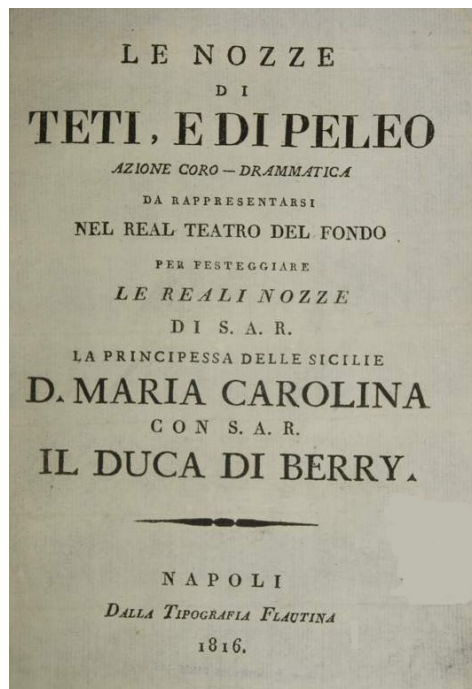 LE NOZZE
DI
TETI, E DI PELEO
AZIONE CORO — DRAMMATICA
DA RAPPRESENTARSI
NEL REAL TEATRO DEL FONDO
PER FESTEGGIARE
LE REALI NOZZE
DI S. A. R.
LA PRINCIPESSA DELLE SICILIE
D. MARIA CAROLINA
CON S. A. R.
IL DUCA DI BERRY.
NAPOLI
DALLA TIPOGRAFIA FLAUTINA
1816.